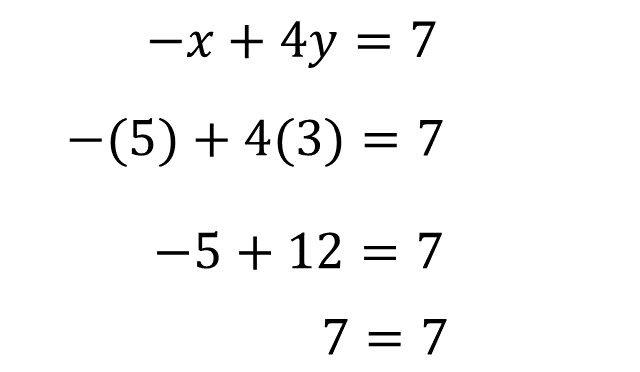 −x + 4y = 7
−(5) + 4(3) = 7
−5 + 12 = 7
7 = 7